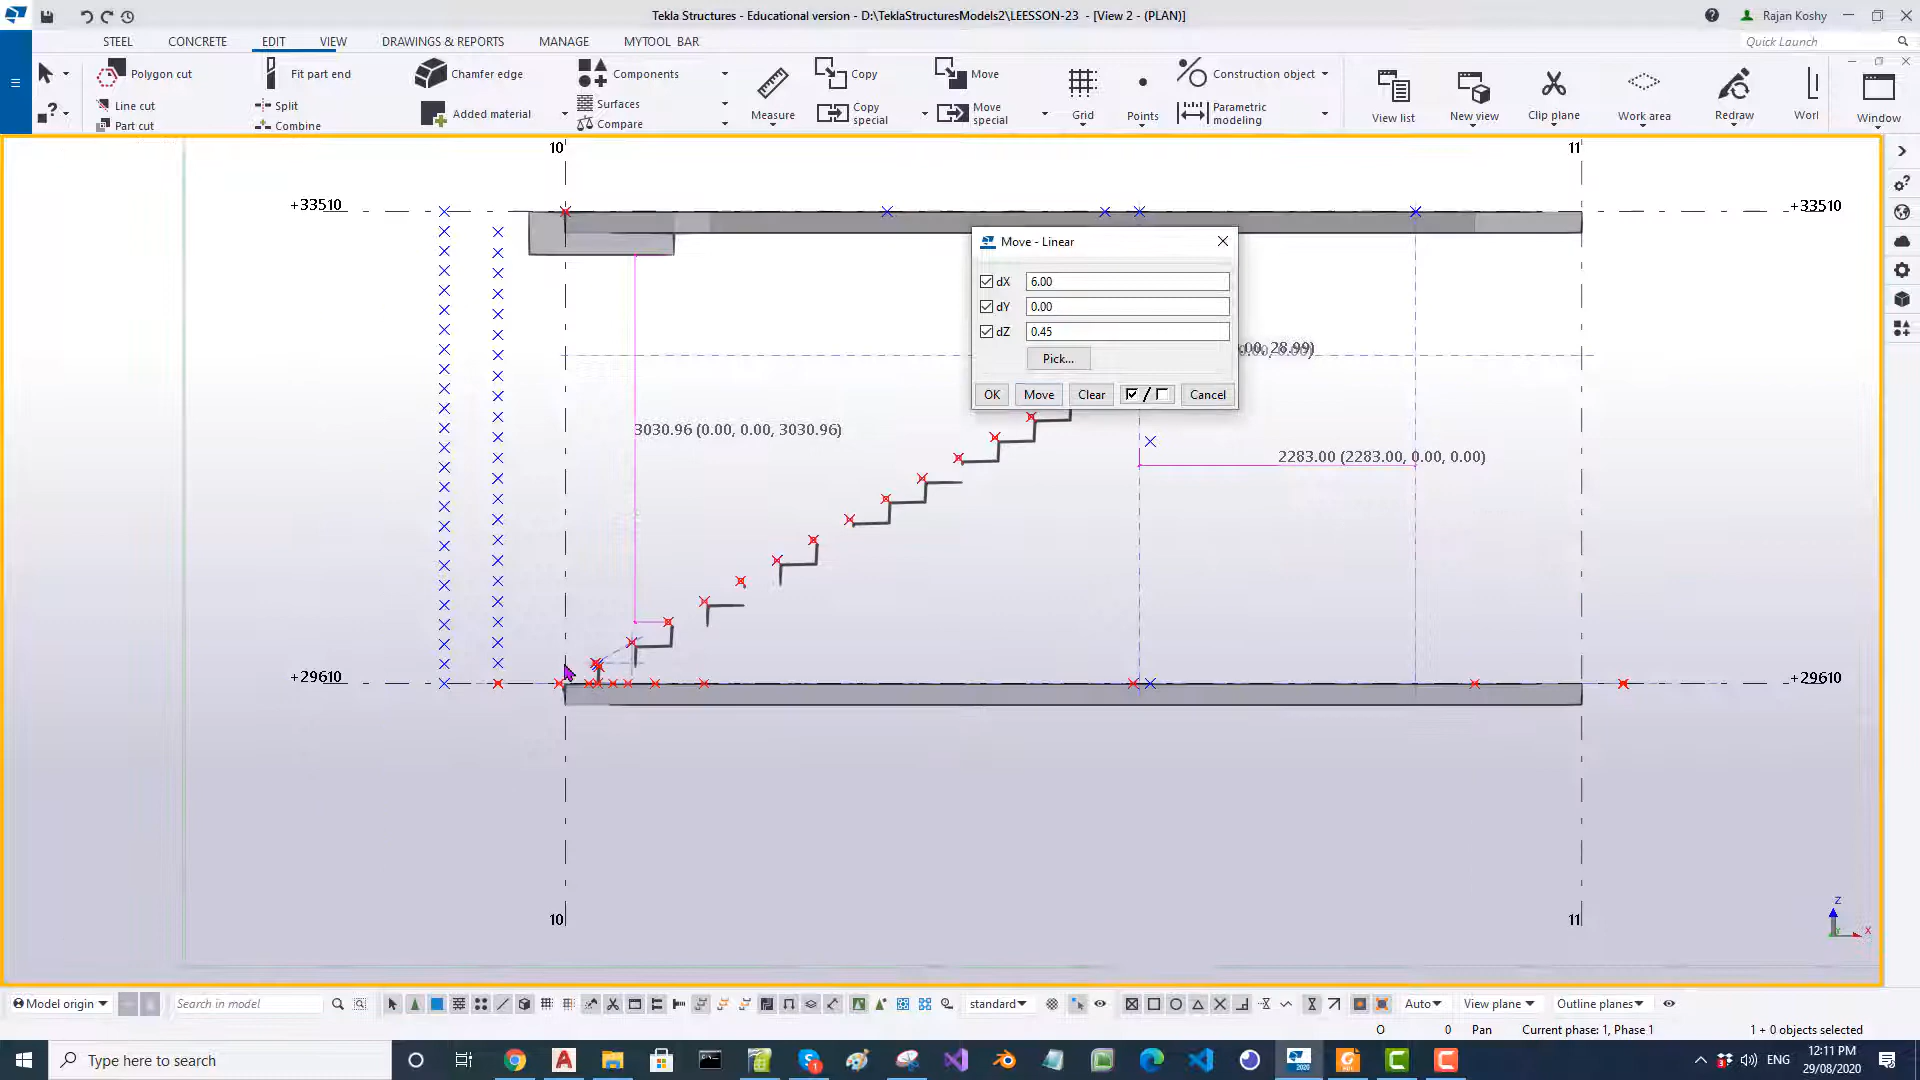 Tekla Structures - Educational version - D:\TeklaStructuresModels2\LEESSON-23 - [View 2 - (PLAN)]
Rajan Koshy
STEEL
CONCRETE
EDIT
VIEW
DRAWINGS & REPORTS
MANAGE
MYTOOL BAR
Quick Launch
Polygon cut
Line cut
Part cut
Fit part end
Split
Combine
Chamfer edge
Added material
Components
Surfaces
Compare
Measure
Copy
Copy special
Move
Move special
Grid
Points
Construction object
Parametric modeling
View list
New view
Clip plane
Work area
Redraw
Worl
Window
10
11
+33510
+33510
Move - Linear
dX 6.00
dY 0.00
dZ 0.45
Pick...
OK
Move
Clear
/
Cancel
3030.96 (0.00, 0.00, 3030.96)
2283.00 (2283.00, 0.00, 0.00)
+29610
+29610
10
11
Z
X
Model origin
Search in model
standard
Auto
View plane
Outline planes
O
0
Pan
Current phase: 1, Phase 1
1 + 0 objects selected
Type here to search
ENG
12:11 PM
29/08/2020